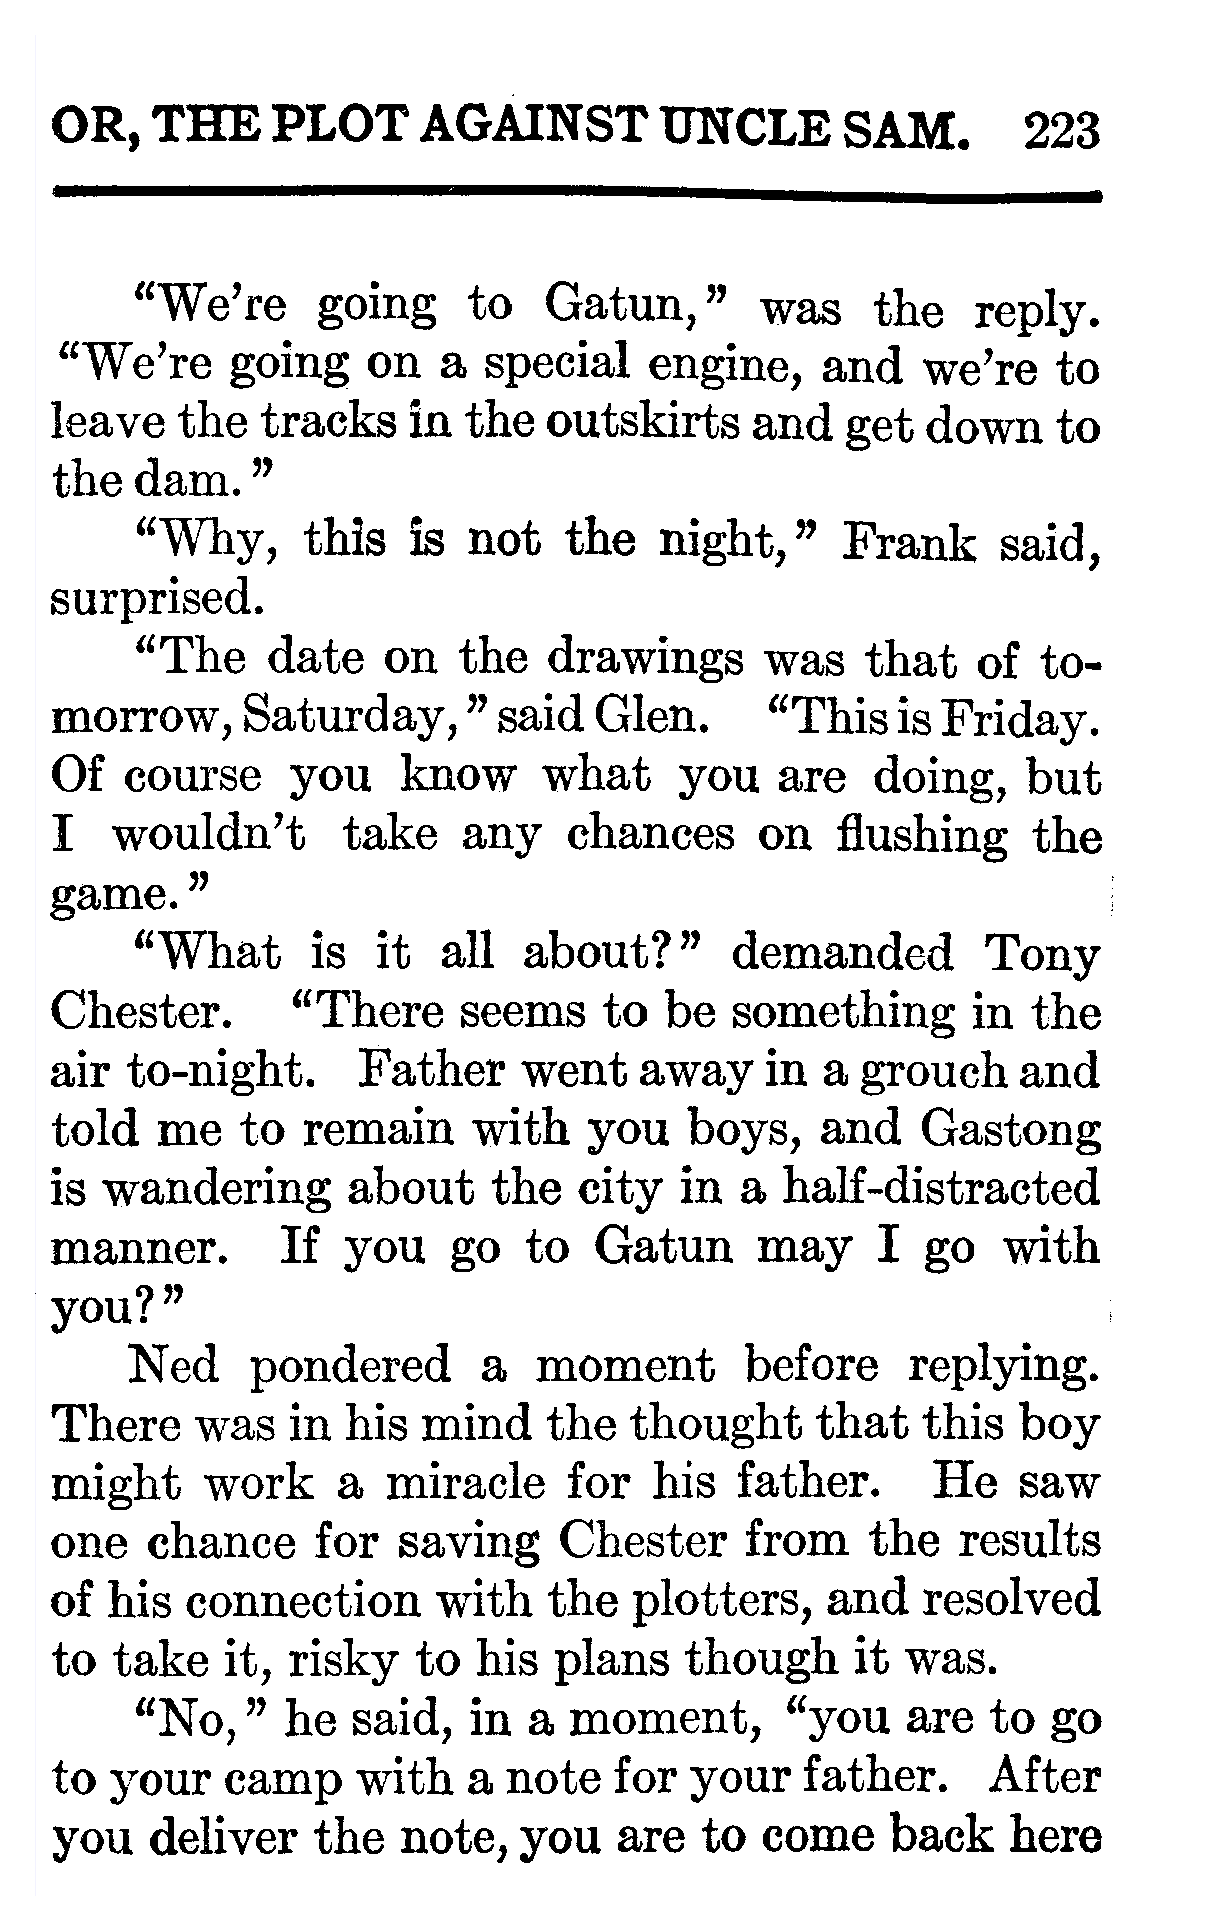 OR, THE PLOT AGAINST UNCLE SAM. 223
“We’re going to Gatun,” was the reply.
“We’re going on a special engine, and we’re to
leave the tracks in the outskirts and get down to
the dam.”
“Why, this is not the night,” Frank said,
surprised.
“The date on the drawings was that of to-
morrow, Saturday,” said Glen. “This is Friday.
Of course you know what you are doing, but
I wouldn’t take any chances on flushing the
game.”
“What is it all about?” demanded Tony
Chester. “There seems to be something in the
air to-night. Father went away in a grouch and
told me to remain with you boys, and Gastong
is wandering about the city in a half-distracted
manner. If you go to Gatun may I go with
you?”
Ned pondered a moment before replying.
There was in his mind the thought that this boy
might work a miracle for his father. He saw
one chance for saving Chester from the results
of his connection with the plotters, and resolved
to take it, risky to his plans though it was.
“No,” he said, in a moment, “you are to go
to your camp with a note for your father. After
you deliver the note, you are to come back here